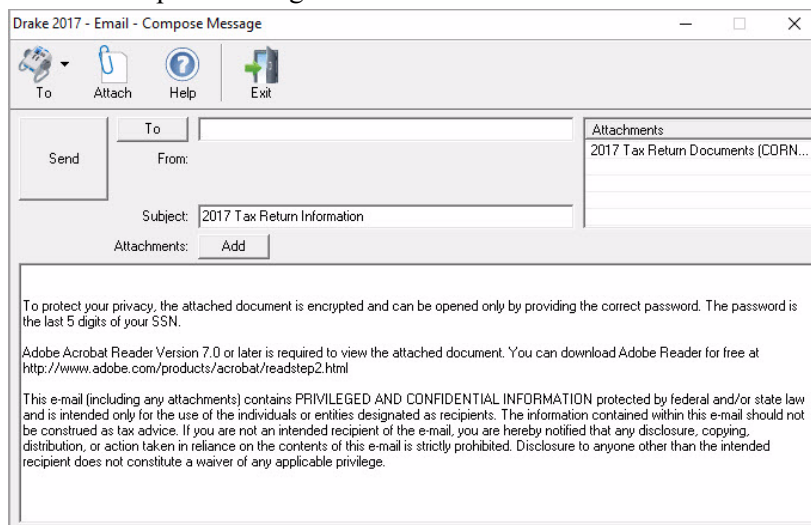 Drake 2017 - Email - Compose Message
To Attach Help Exit
To
Attachments
Send
From:
2017 Tax Return Documents (CORN...
Subject: 2017 Tax Return Information
Attachments: Add
To protect your privacy, the attached document is encrypted and can be opened only by providing the correct password. The password is
the last 5 digits of your SSN.
Adobe Acrobat Reader Version 7.0 or later is required to view the attached document. You can download Adobe Reader for free at
http://www.adobe.com/products/acrobat/readstep2.html
This e-mail (including any attachments) contains PRIVILEGED AND CONFIDENTIAL INFORMATION protected by federal and/or state law
and is intended only for the use of the individuals or entities designated as recipients. The information contained within this e-mail should not
be construed as tax advice. If you are not an intended recipient of the e-mail, you are hereby notified that any disclosure, copying,
distribution, or action taken in reliance on the contents of this e-mail is strictly prohibited. Disclosure to anyone other than the intended
recipient does not constitute a waiver of any applicable privilege.